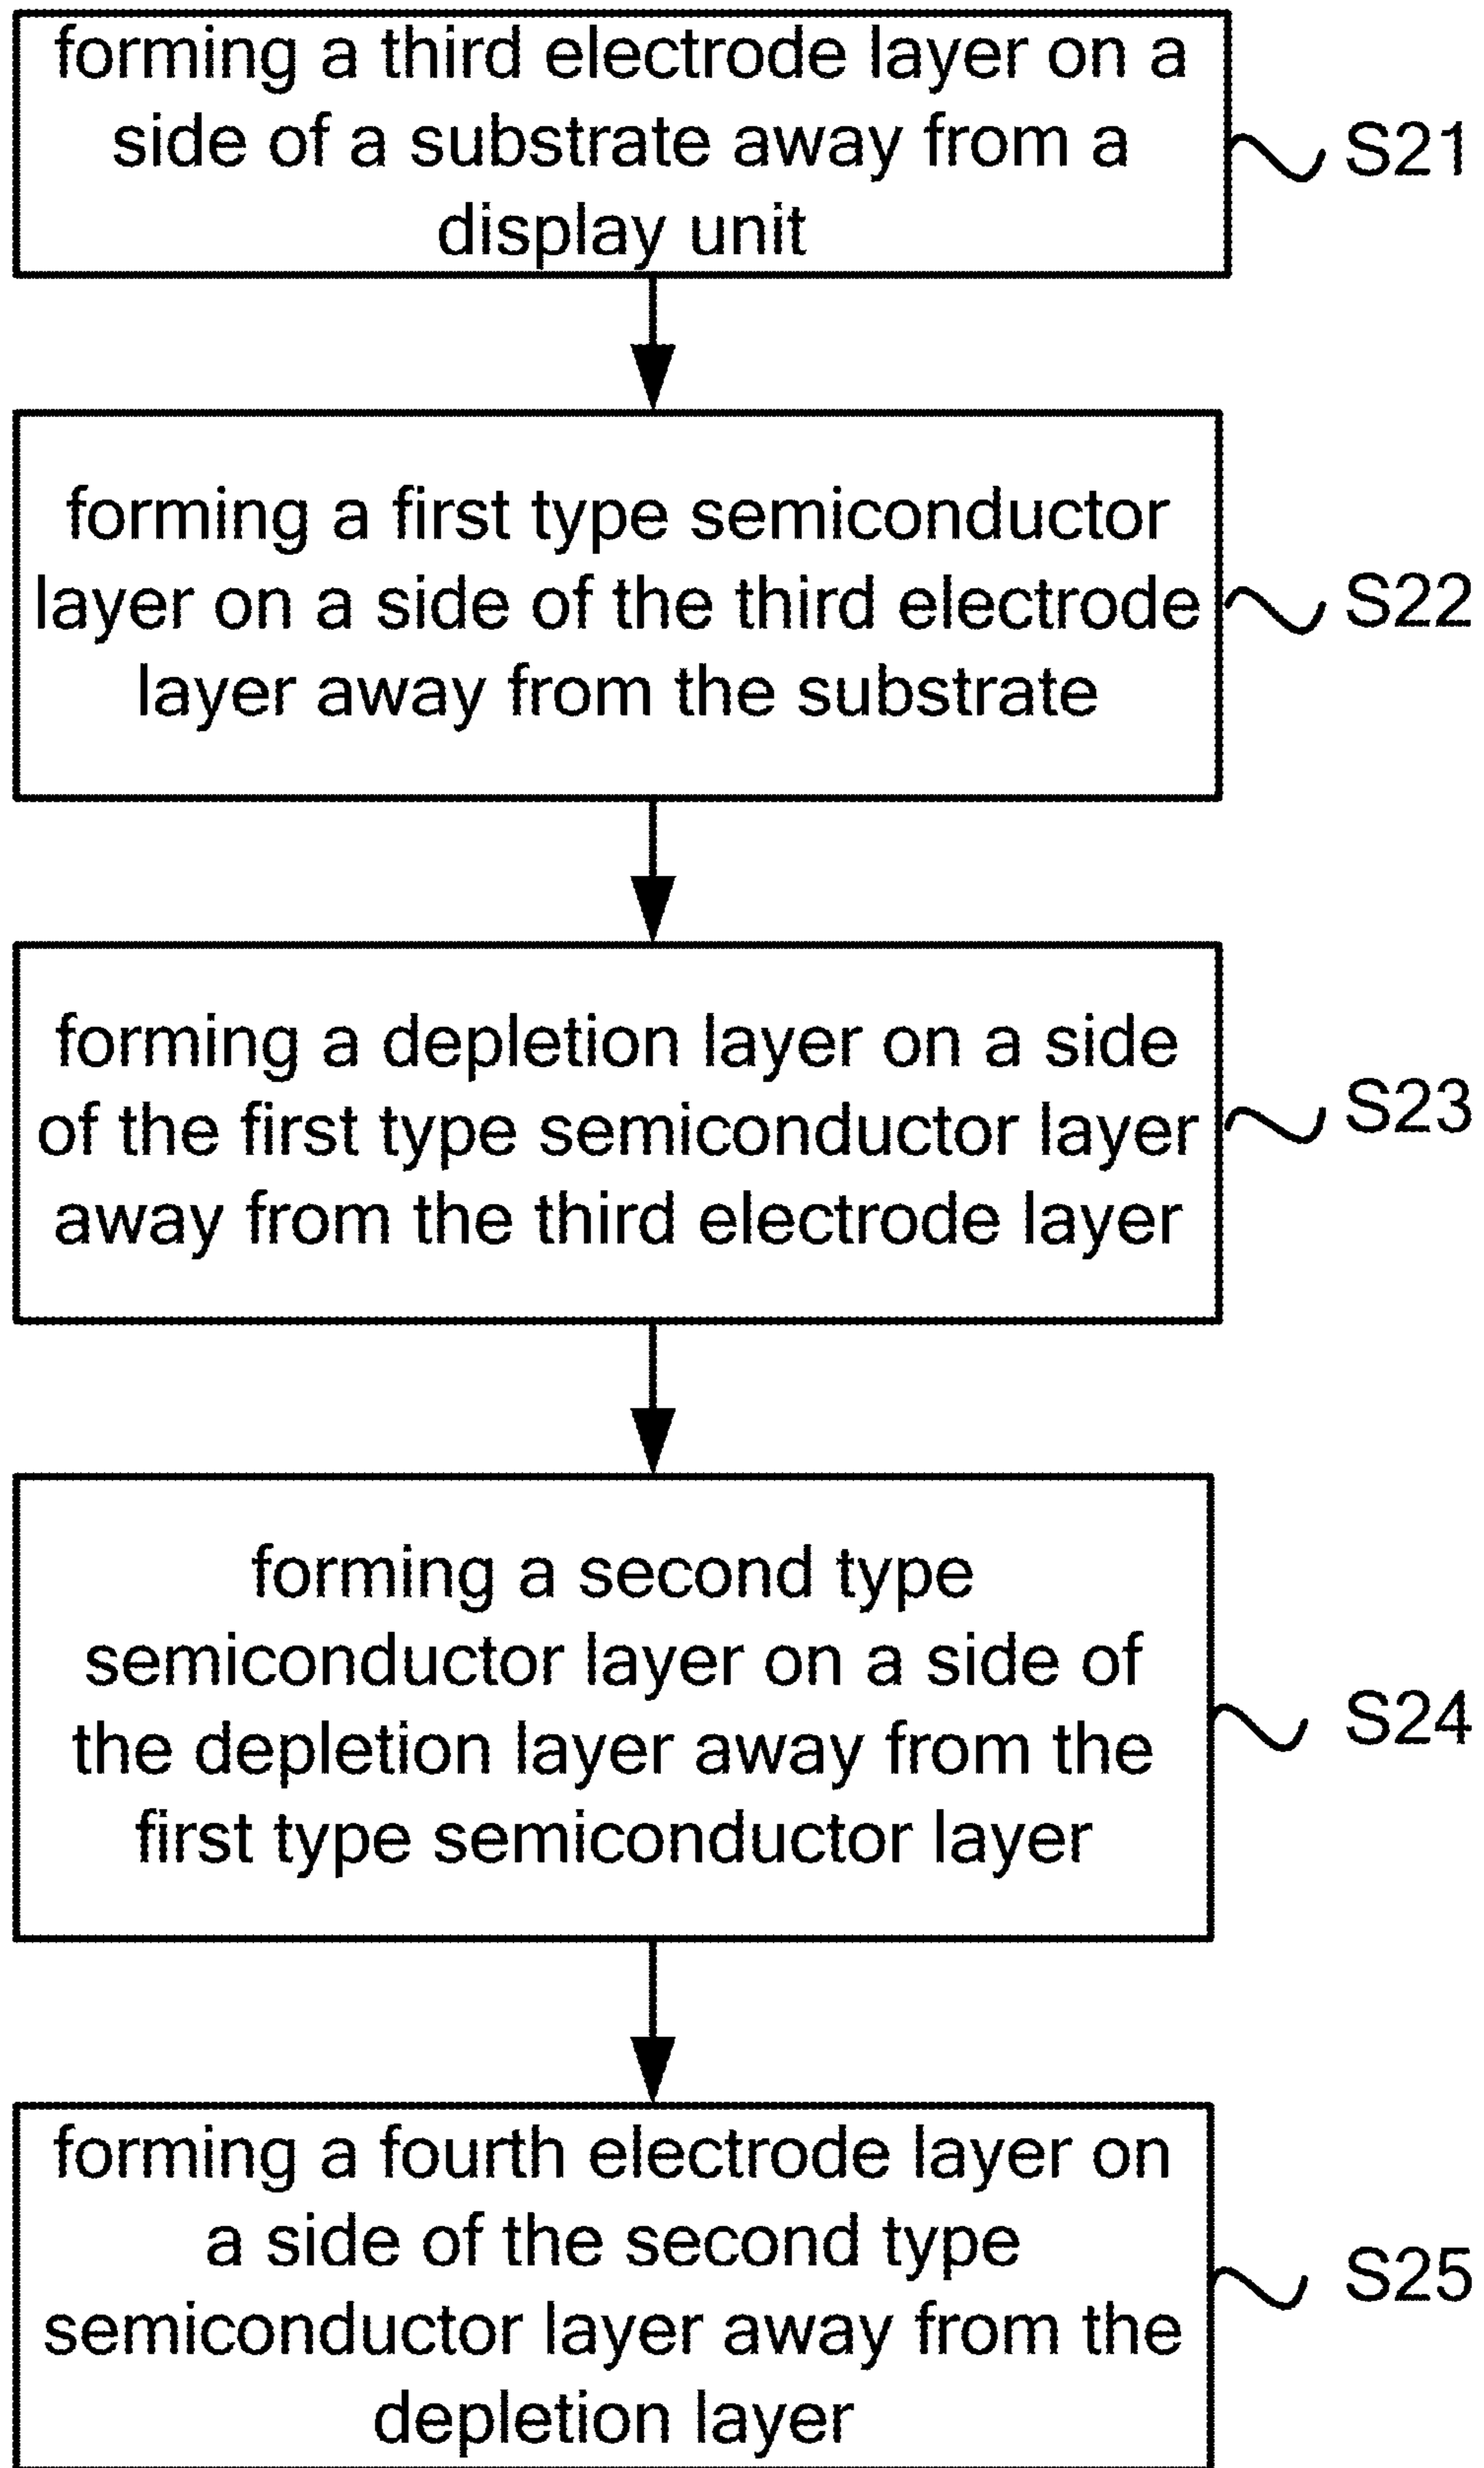 forming a third electrode layer on a
side of a substrate away from a
display unit
S21
forming a first type semiconductor
layer on a side of the third electrode
layer away from the substrate
S22
forming a depletion layer on a side
of the first type semiconductor layer
away from the third electrode layer
S23
forming a second type
semiconductor layer on a side of
the depletion layer away from the
first type semiconductor layer
S24
forming a fourth electrode layer on
a side of the second type
semiconductor layer away from the
depletion layer
S25